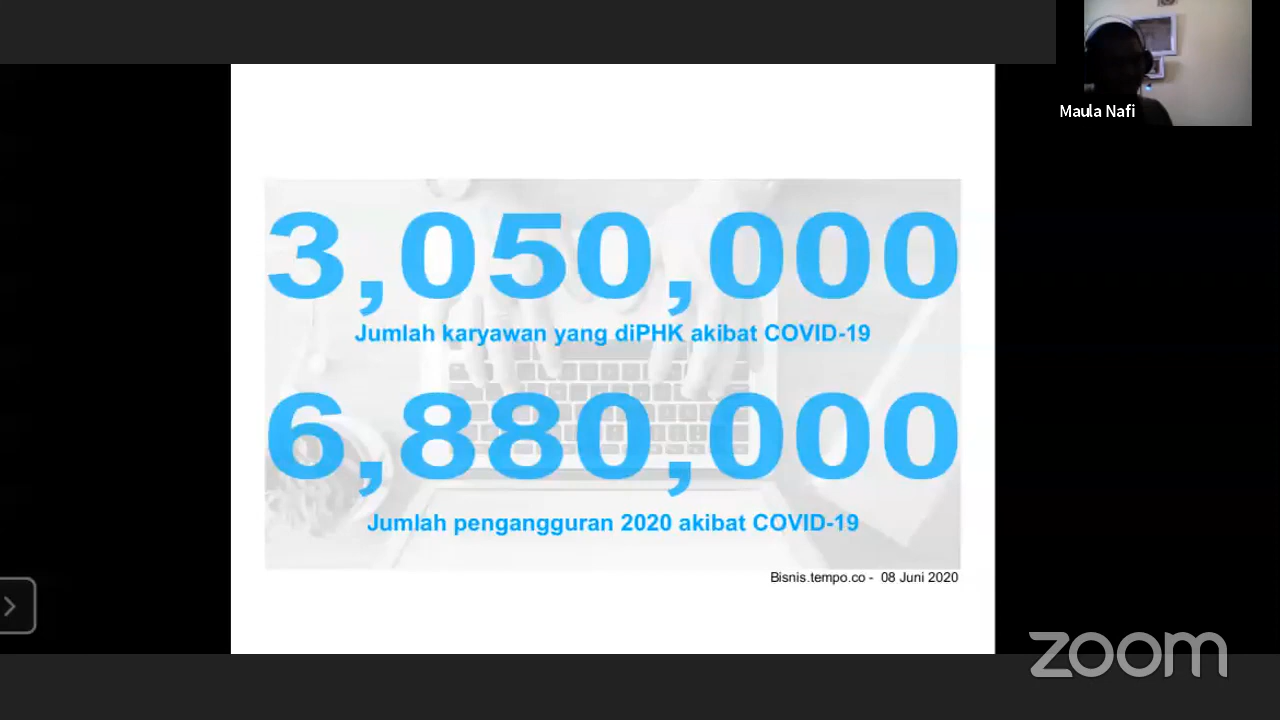 Maula Nafi
3,050,000
Jumlah karyawan yang diPHK akibat COVID-19
6,880,000
Jumlah pengangguran 2020 akibat COVID-19
Bisnis.tempo.co - 08 Juni 2020
zoom